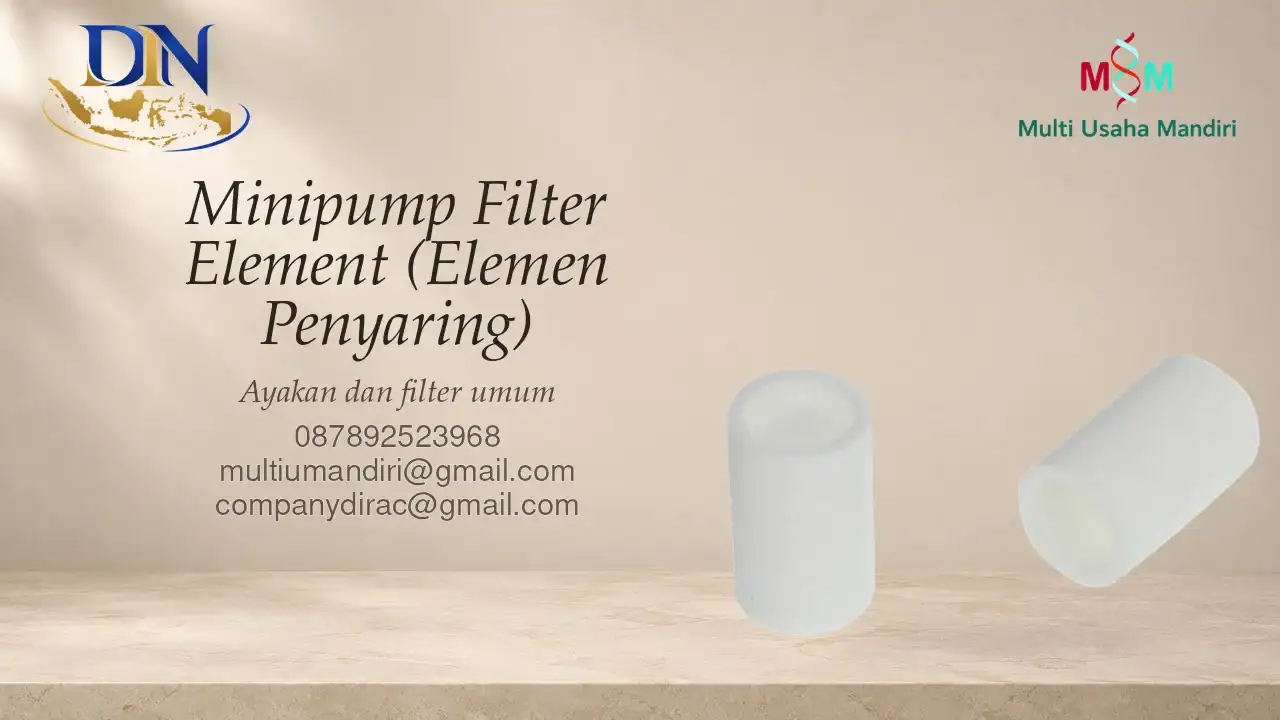 DIN
M M
Multi Usaha Mandiri
Minipump Filter
Element (Elemen
Penyaring)
Ayakan dan filter umum
087892523968
multiumandiri@gmail.com
companydirac@gmail.com